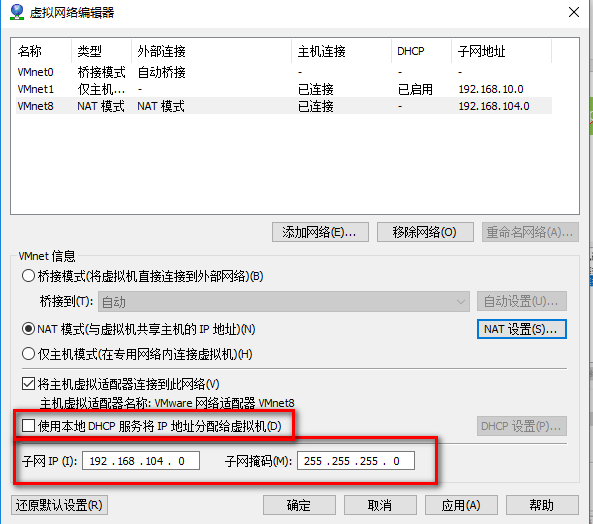 虚拟网络编辑器
名称 类型 外部连接 主机连接 DHCP 子网地址
VMnet0 桥接模式 自动桥接 - - -
VMnet1 仅主机... - 已连接 已启用 192.168.10.0
VMnet8 NAT 模式 NAT 模式 已连接 - 192.168.104.0
添加网络(E)... 移除网络(O) 重命名网络(A)...
VMnet 信息
桥接模式(将虚拟机直接连接到外部网络)(B)
桥接到(T): 自动 自动设置(U)...
NAT 模式(与虚拟机共享主机的 IP 地址)(N) NAT 设置(S)...
仅主机模式(在专用网络内连接虚拟机)(H)
将主机虚拟适配器连接到此网络(V)
主机虚拟适配器名称: VMware 网络适配器 VMnet8
使用本地 DHCP 服务将 IP 地址分配给虚拟机(D) DHCP 设置(P)...
子网 IP (I): 192 .168 .104 . 0 子网掩码(M): 255 .255 .255 . 0
还原默认设置(R) 确定 取消 应用(A) 帮助